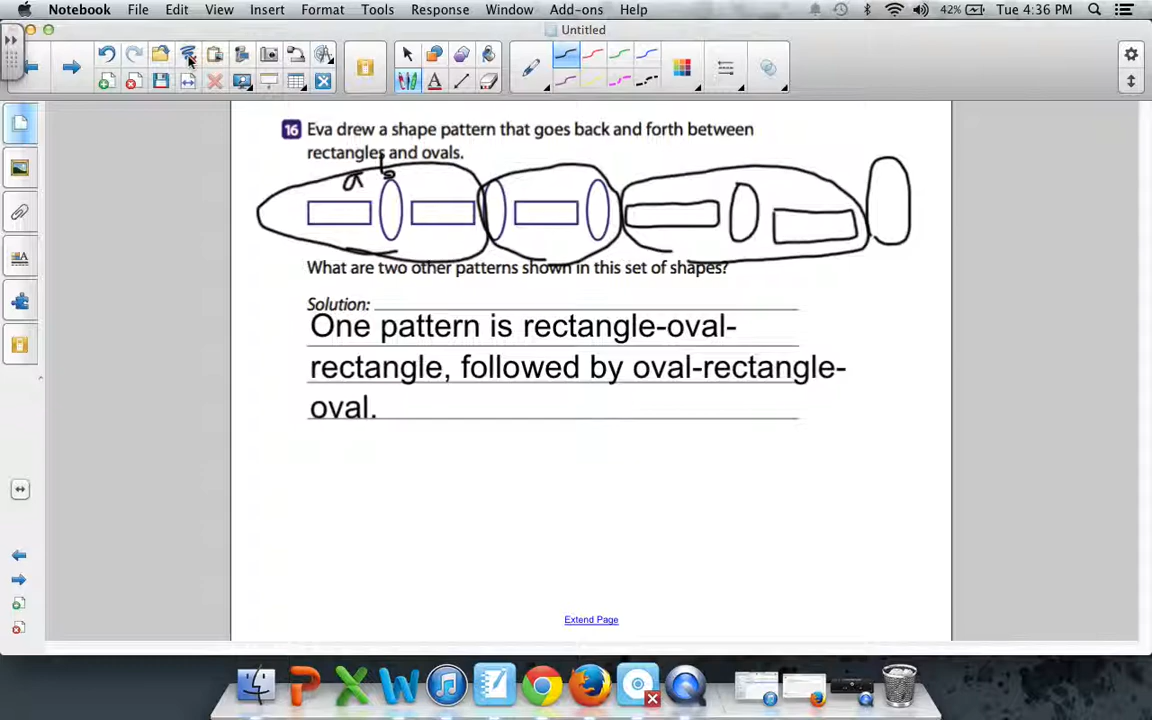 Notebook File Edit View Insert Format Tools Response Window Add-ons Help 42% Tue 4:36 PM
Untitled
A
A
16 Eva drew a shape pattern that goes back and forth between
rectangles and ovals.
a b
What are two other patterns shown in this set of shapes?
Solution:
One pattern is rectangle-oval-
rectangle, followed by oval-rectangle-
oval.
Extend Page